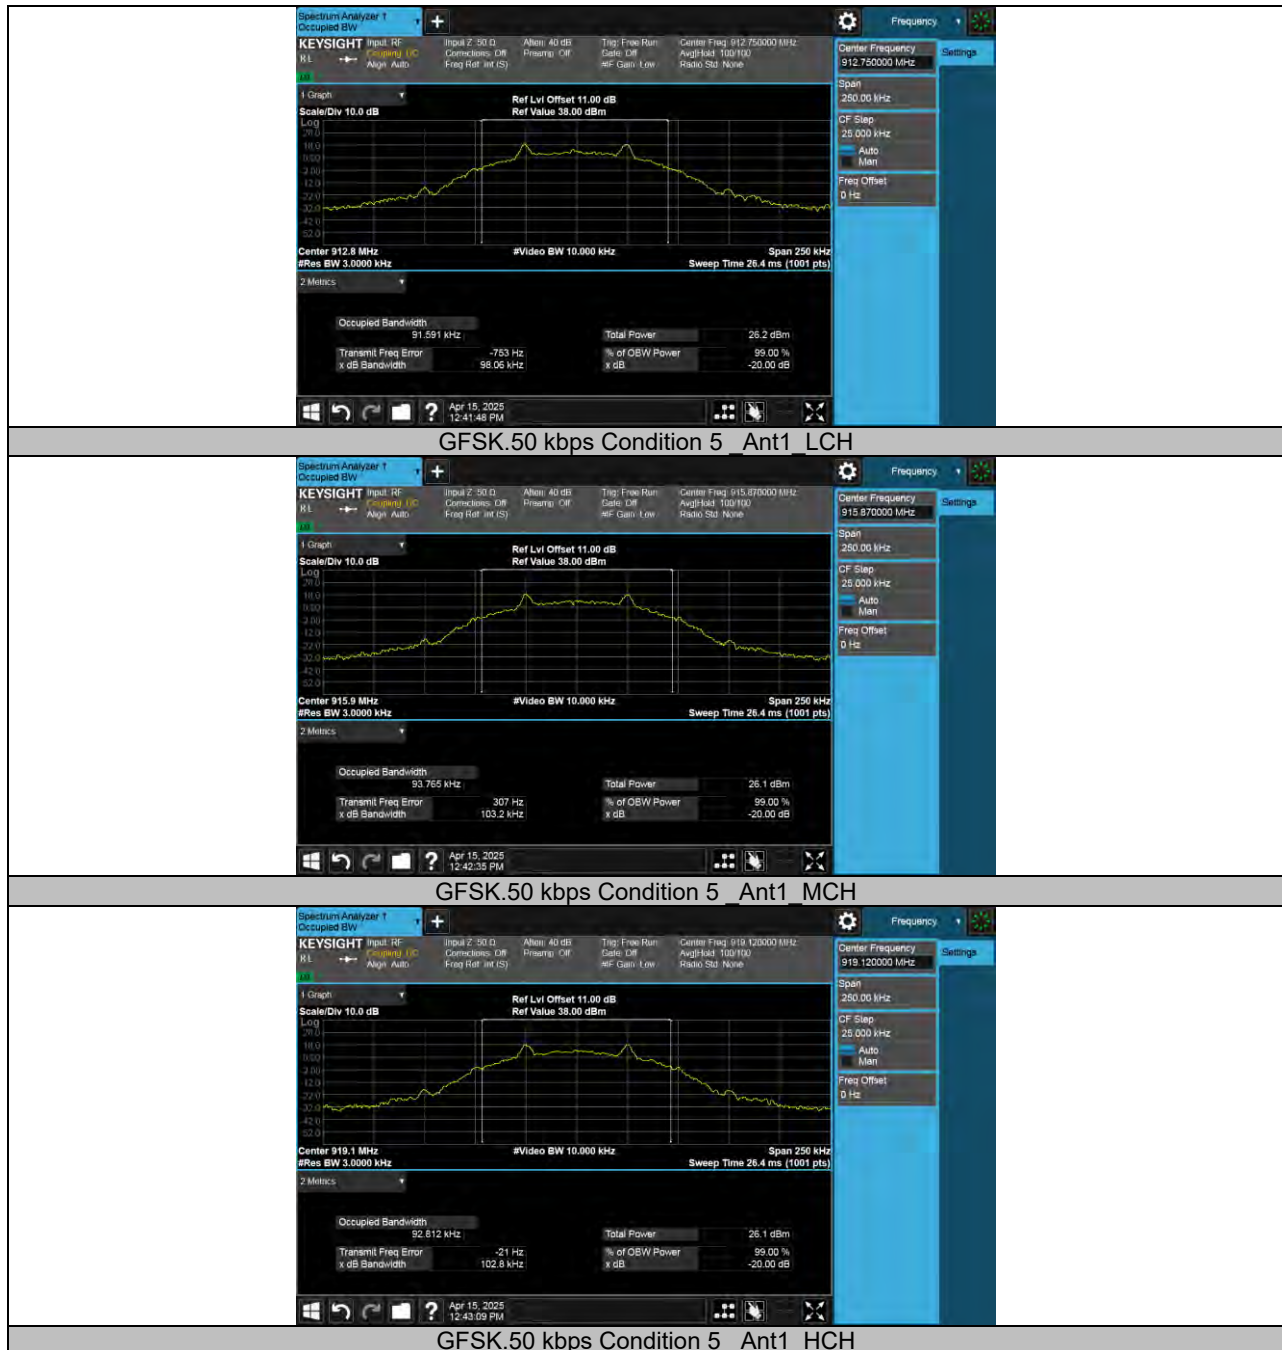 Spectrum Analyzer 1
Occupied BW
Frequency
KEYSIGHT Input: RF
Coupling: DC
Align: Auto
Input Z: 50 Ω
Corrections: Off
Freq Ref: Int (S)
Atten: 40 dB
Preamp: Off
Trig: Free Run
Gate: Off
#IF Gain: Low
Center Freq: 912.750000 MHz
Avg|Hold: 100/100
Radio Std: None
Center Frequency
912.750000 MHz
Settings
Span
250.00 kHz
CF Step
25.000 kHz
Auto
Man
Freq Offset
0 Hz
1 Graph
Scale/Div 10.0 dB
Ref Lvl Offset 11.00 dB
Ref Value 38.00 dBm
Log
Center 912.8 MHz
#Res BW 3.0000 kHz
#Video BW 10.000 kHz
Span 250 kHz
Sweep Time 26.4 ms (1001 pts)
2 Metrics
Occupied Bandwidth
91.591 kHz
Total Power 26.2 dBm
Transmit Freq Error -753 Hz
% of OBW Power 99.00 %
x dB Bandwidth 98.06 kHz
x dB -20.00 dB
Apr 15, 2025
12:41:48 PM
GFSK.50 kbps Condition 5 _Ant1_LCH
Spectrum Analyzer 1
Occupied BW
Frequency
KEYSIGHT Input: RF
Coupling: DC
Align: Auto
Input Z: 50 Ω
Corrections: Off
Freq Ref: Int (S)
Atten: 40 dB
Preamp: Off
Trig: Free Run
Gate: Off
#IF Gain: Low
Center Freq: 915.870000 MHz
Avg|Hold: 100/100
Radio Std: None
Center Frequency
915.870000 MHz
Settings
Span
250.00 kHz
CF Step
25.000 kHz
Auto
Man
Freq Offset
0 Hz
1 Graph
Scale/Div 10.0 dB
Ref Lvl Offset 11.00 dB
Ref Value 38.00 dBm
Log
Center 915.9 MHz
#Res BW 3.0000 kHz
#Video BW 10.000 kHz
Span 250 kHz
Sweep Time 26.4 ms (1001 pts)
2 Metrics
Occupied Bandwidth
93.765 kHz
Total Power 26.1 dBm
Transmit Freq Error 307 Hz
% of OBW Power 99.00 %
x dB Bandwidth 103.2 kHz
x dB -20.00 dB
Apr 15, 2025
12:42:35 PM
GFSK.50 kbps Condition 5 _Ant1_MCH
Spectrum Analyzer 1
Occupied BW
Frequency
KEYSIGHT Input: RF
Coupling: DC
Align: Auto
Input Z: 50 Ω
Corrections: Off
Freq Ref: Int (S)
Atten: 40 dB
Preamp: Off
Trig: Free Run
Gate: Off
#IF Gain: Low
Center Freq: 919.120000 MHz
Avg|Hold: 100/100
Radio Std: None
Center Frequency
919.120000 MHz
Settings
Span
250.00 kHz
CF Step
25.000 kHz
Auto
Man
Freq Offset
0 Hz
1 Graph
Scale/Div 10.0 dB
Ref Lvl Offset 11.00 dB
Ref Value 38.00 dBm
Log
Center 919.1 MHz
#Res BW 3.0000 kHz
#Video BW 10.000 kHz
Span 250 kHz
Sweep Time 26.4 ms (1001 pts)
2 Metrics
Occupied Bandwidth
92.812 kHz
Total Power 26.1 dBm
Transmit Freq Error -21 Hz
% of OBW Power 99.00 %
x dB Bandwidth 102.8 kHz
x dB -20.00 dB
Apr 15, 2025
12:43:09 PM
GFSK.50 kbps Condition 5 _Ant1_HCH